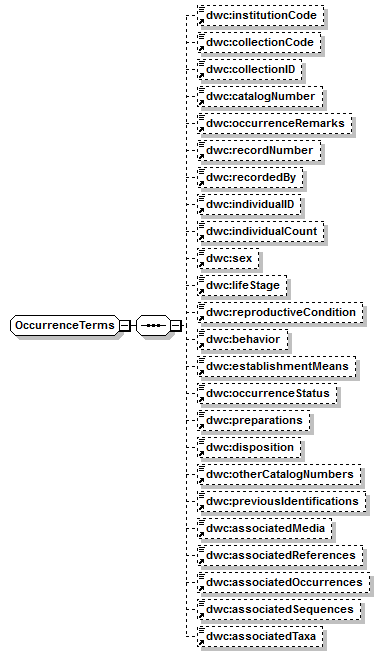 dwc:institutionCode
dwc:collectionCode
dwc:collectionID
dwc:catalogNumber
dwc:occurrenceRemarks
dwc:recordNumber
dwc:recordedBy
dwc:individualID
dwc:individualCount
dwc:sex
dwc:lifeStage
dwc:reproductiveCondition
OccurrenceTerms
dwc:behavior
dwc:establishmentMeans
dwc:occurrenceStatus
dwc:preparations
dwc:disposition
dwc:otherCatalogNumbers
dwc:previousIdentifications
dwc:associatedMedia
dwc:associatedReferences
dwc:associatedOccurrences
dwc:associatedSequences
dwc:associatedTaxa